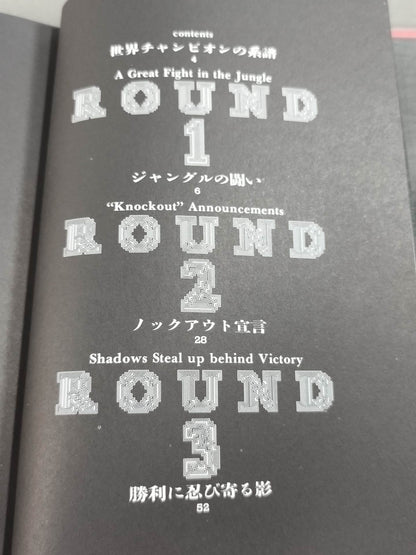 contents
世界チャンピオンの系譜
4
A Great Fight in the Jungle
ROUND
1
ジャングルの闘い
6
“Knockout” Announcements
ROUND
2
ノックアウト宣言
28
Shadows Steal up behind Victory
ROUND
3
勝利に忍び寄る影
52